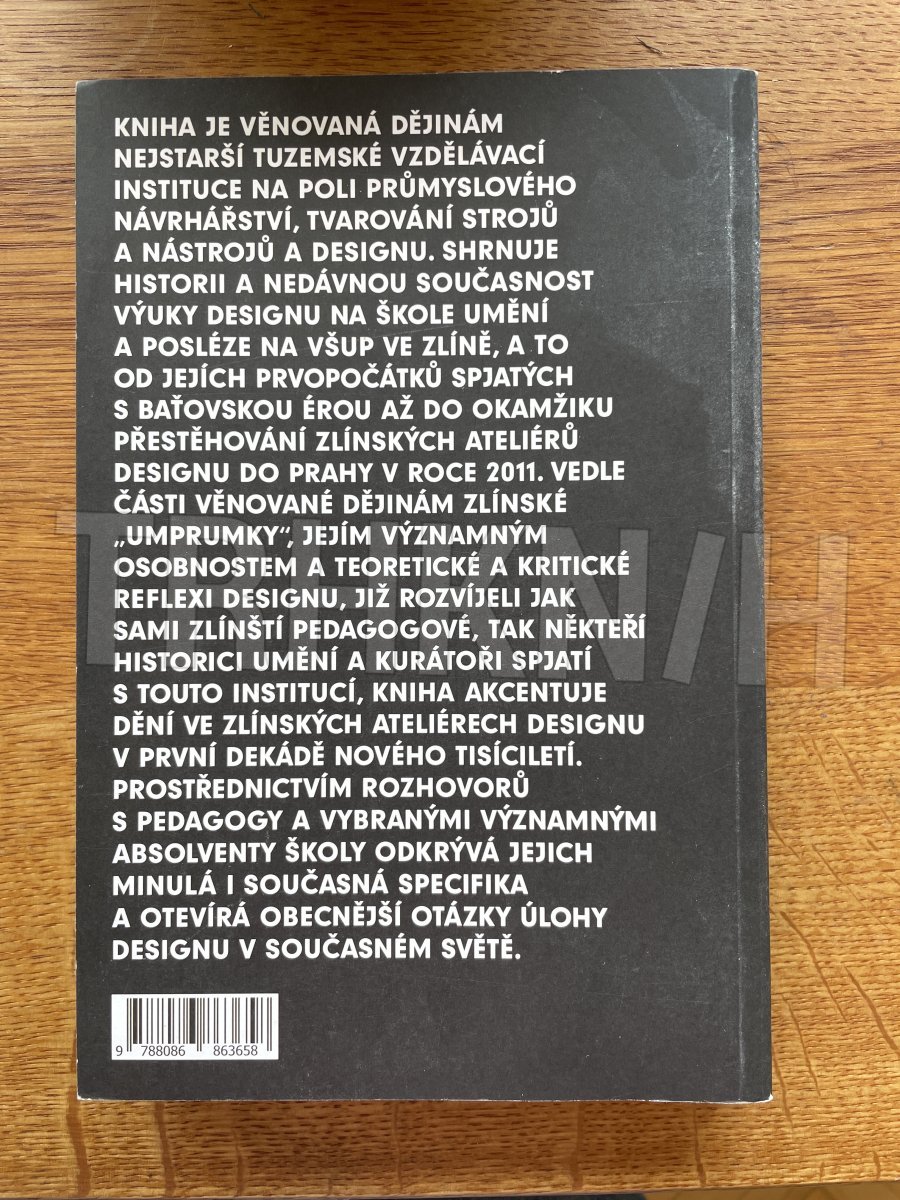 KNIHA JE VĚNOVANÁ DĚJINÁM
NEJSTARŠÍ TUZEMSKÉ VZDĚLÁVACÍ
INSTITUCE NA POLI PRŮMYSLOVÉHO
NÁVRHÁŘSTVÍ, TVAROVÁNÍ STROJŮ
A NÁSTROJŮ A DESIGNU. SHRNUJE
HISTORII A NEDÁVNOU SOUČASNOST
VÝUKY DESIGNU NA ŠKOLE UMĚNÍ
A POSLÉZE NA VŠUP VE ZLÍNĚ, A TO
OD JEJÍCH PRVOPOČÁTKŮ SPJATÝCH
S BAŤOVSKOU ÉROU AŽ DO OKAMŽIKU
PŘESTĚHOVÁNÍ ZLÍNSKÝCH ATELIÉRŮ
DESIGNU DO PRAHY V ROCE 2011. VEDLE
ČÁSTI VĚNOVANÉ DĚJINÁM ZLÍNSKÉ
„UMPRUMKY“, JEJÍM VÝZNAMNÝM
OSOBNOSTEM A TEORETICKÉ A KRITICKÉ
REFLEXI DESIGNU, JIŽ ROZVÍJELI JAK
SAMI ZLÍNŠTÍ PEDAGOGOVÉ, TAK NĚKTEŘÍ
HISTORICI UMĚNÍ A KURÁTOŘI SPJATÍ
S TOUTO INSTITUCÍ, KNIHA AKCENTUJE
DĚNÍ VE ZLÍNSKÝCH ATELIÉRECH DESIGNU
V PRVNÍ DEKÁDĚ NOVÉHO TISÍCILETÍ.
PROSTŘEDNICTVÍM ROZHOVORŮ
S PEDAGOGY A VYBRANÝMI VÝZNAMNÝMI
ABSOLVENTY ŠKOLY ODKRÝVÁ JEJICH
MINULÁ I SOUČASNÁ SPECIFIKA
A OTEVÍRÁ OBECNĚJŠÍ OTÁZKY ÚLOHY
DESIGNU V SOUČASNÉM SVĚTĚ.
9 788086 863658